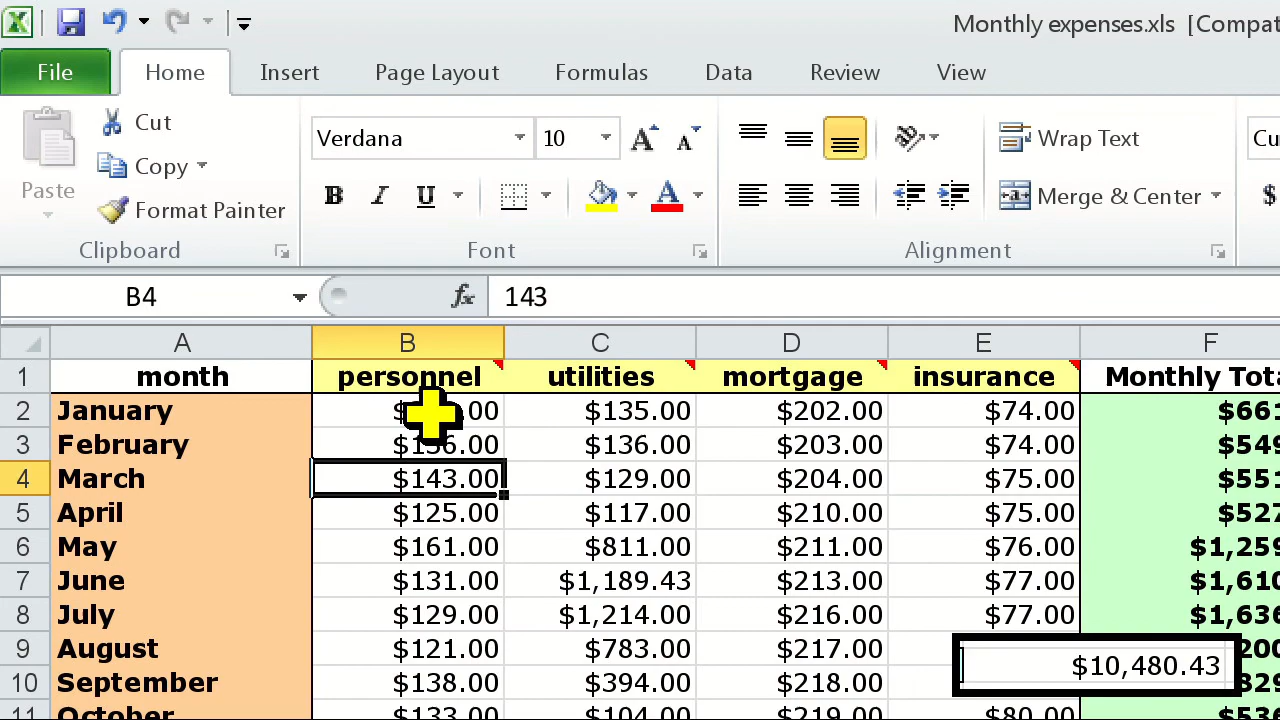 Monthly expenses.xls [Compat
File Home Insert Page Layout Formulas Data Review View
Cut
Copy
Paste
Format Painter
Clipboard
Verdana 10
B I U A
Font
Wrap Text
Merge & Center
Alignment
Cu
$
B4 fx 143
A B C D E F
1 month personnel utilities mortgage insurance Monthly Tota
2 January $135.00 $202.00 $74.00 $661
3 February $136.00 $136.00 $203.00 $74.00 $549
4 March $143.00 $129.00 $204.00 $75.00 $551
5 April $125.00 $117.00 $210.00 $75.00 $527
6 May $161.00 $811.00 $211.00 $76.00 $1,259
7 June $131.00 $1,189.43 $213.00 $77.00 $1,610
8 July $129.00 $1,214.00 $216.00 $77.00 $1,636
9 August $121.00 $783.00 $217.00 200
$10,480.43
10 September $138.00 $394.00 $218.00 829
11 October $133.00 $104.00 $219.00 $80.00 $536